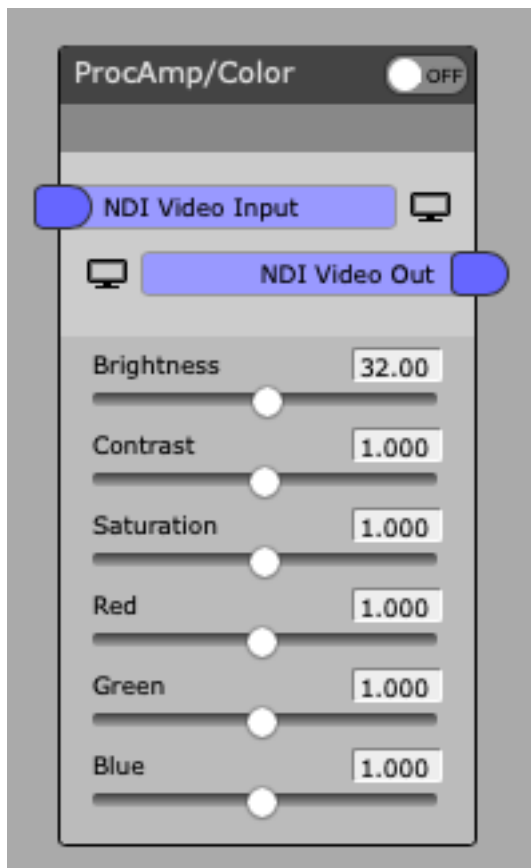 ProcAmp/Color OFF
NDI Video Input
NDI Video Out
Brightness 32.00
Contrast 1.000
Saturation 1.000
Red 1.000
Green 1.000
Blue 1.000